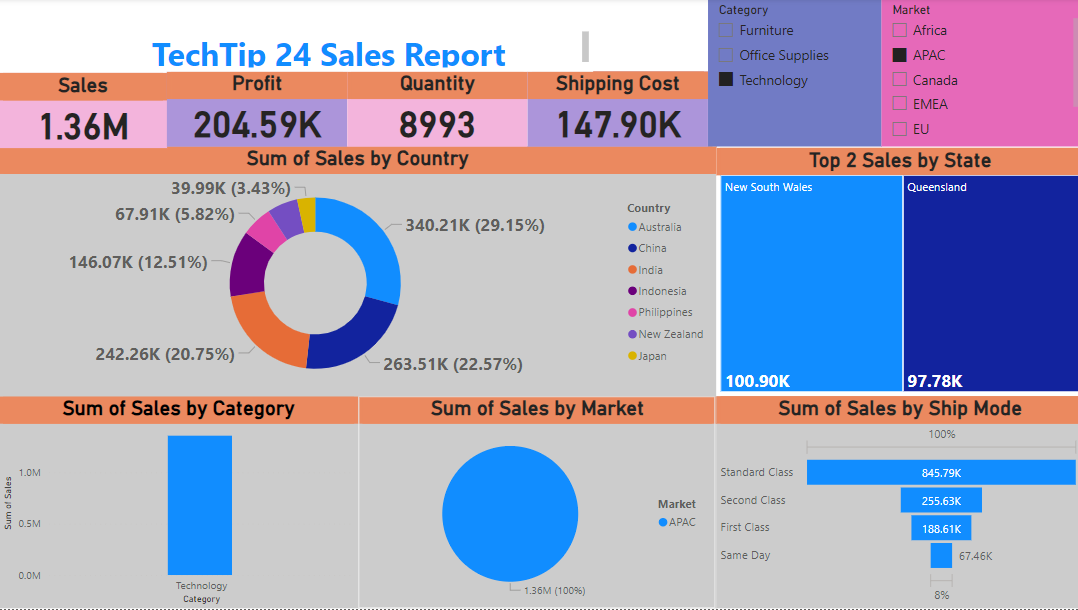 TechTip 24 Sales Report
Category
Furniture
Office Supplies
Technology
Market
Africa
APAC
Canada
EMEA
EU
Sales
1.36M
Profit
204.59K
Quantity
8993
Shipping Cost
147.90K
Sum of Sales by Country
39.99K (3.43%)
67.91K (5.82%)
146.07K (12.51%)
242.26K (20.75%)
340.21K (29.15%)
263.51K (22.57%)
Country
Australia
China
India
Indonesia
Philippines
New Zealand
Japan
Top 2 Sales by State
New South Wales
100.90K
Queensland
97.78K
Sum of Sales by Category
Sum of Sales
1.0M
0.5M
0.0M
Technology
Category
Sum of Sales by Market
1.36M (100%)
Market
APAC
Sum of Sales by Ship Mode
100%
Standard Class 845.79K
Second Class 255.63K
First Class 188.61K
Same Day 67.46K
8%